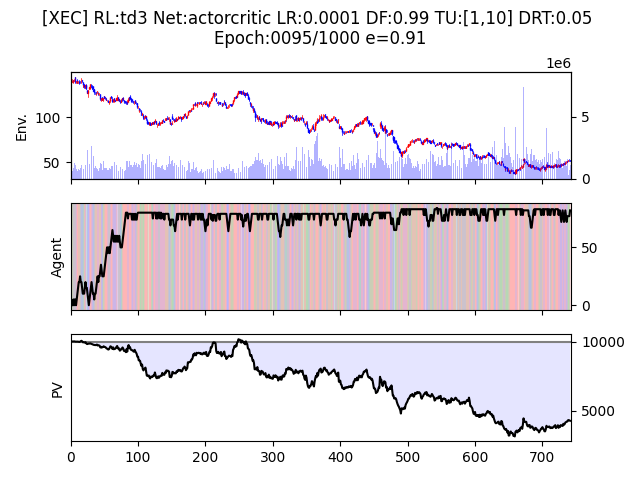 [XEC] RL:td3 Net:actorcritic LR:0.0001 DF:0.99 TU:[1,10] DRT:0.05
Epoch:0095/1000 e=0.91
1e6
Env.
100
50
5
0
Agent
50
0
PV
10000
5000
0 100 200 300 400 500 600 700